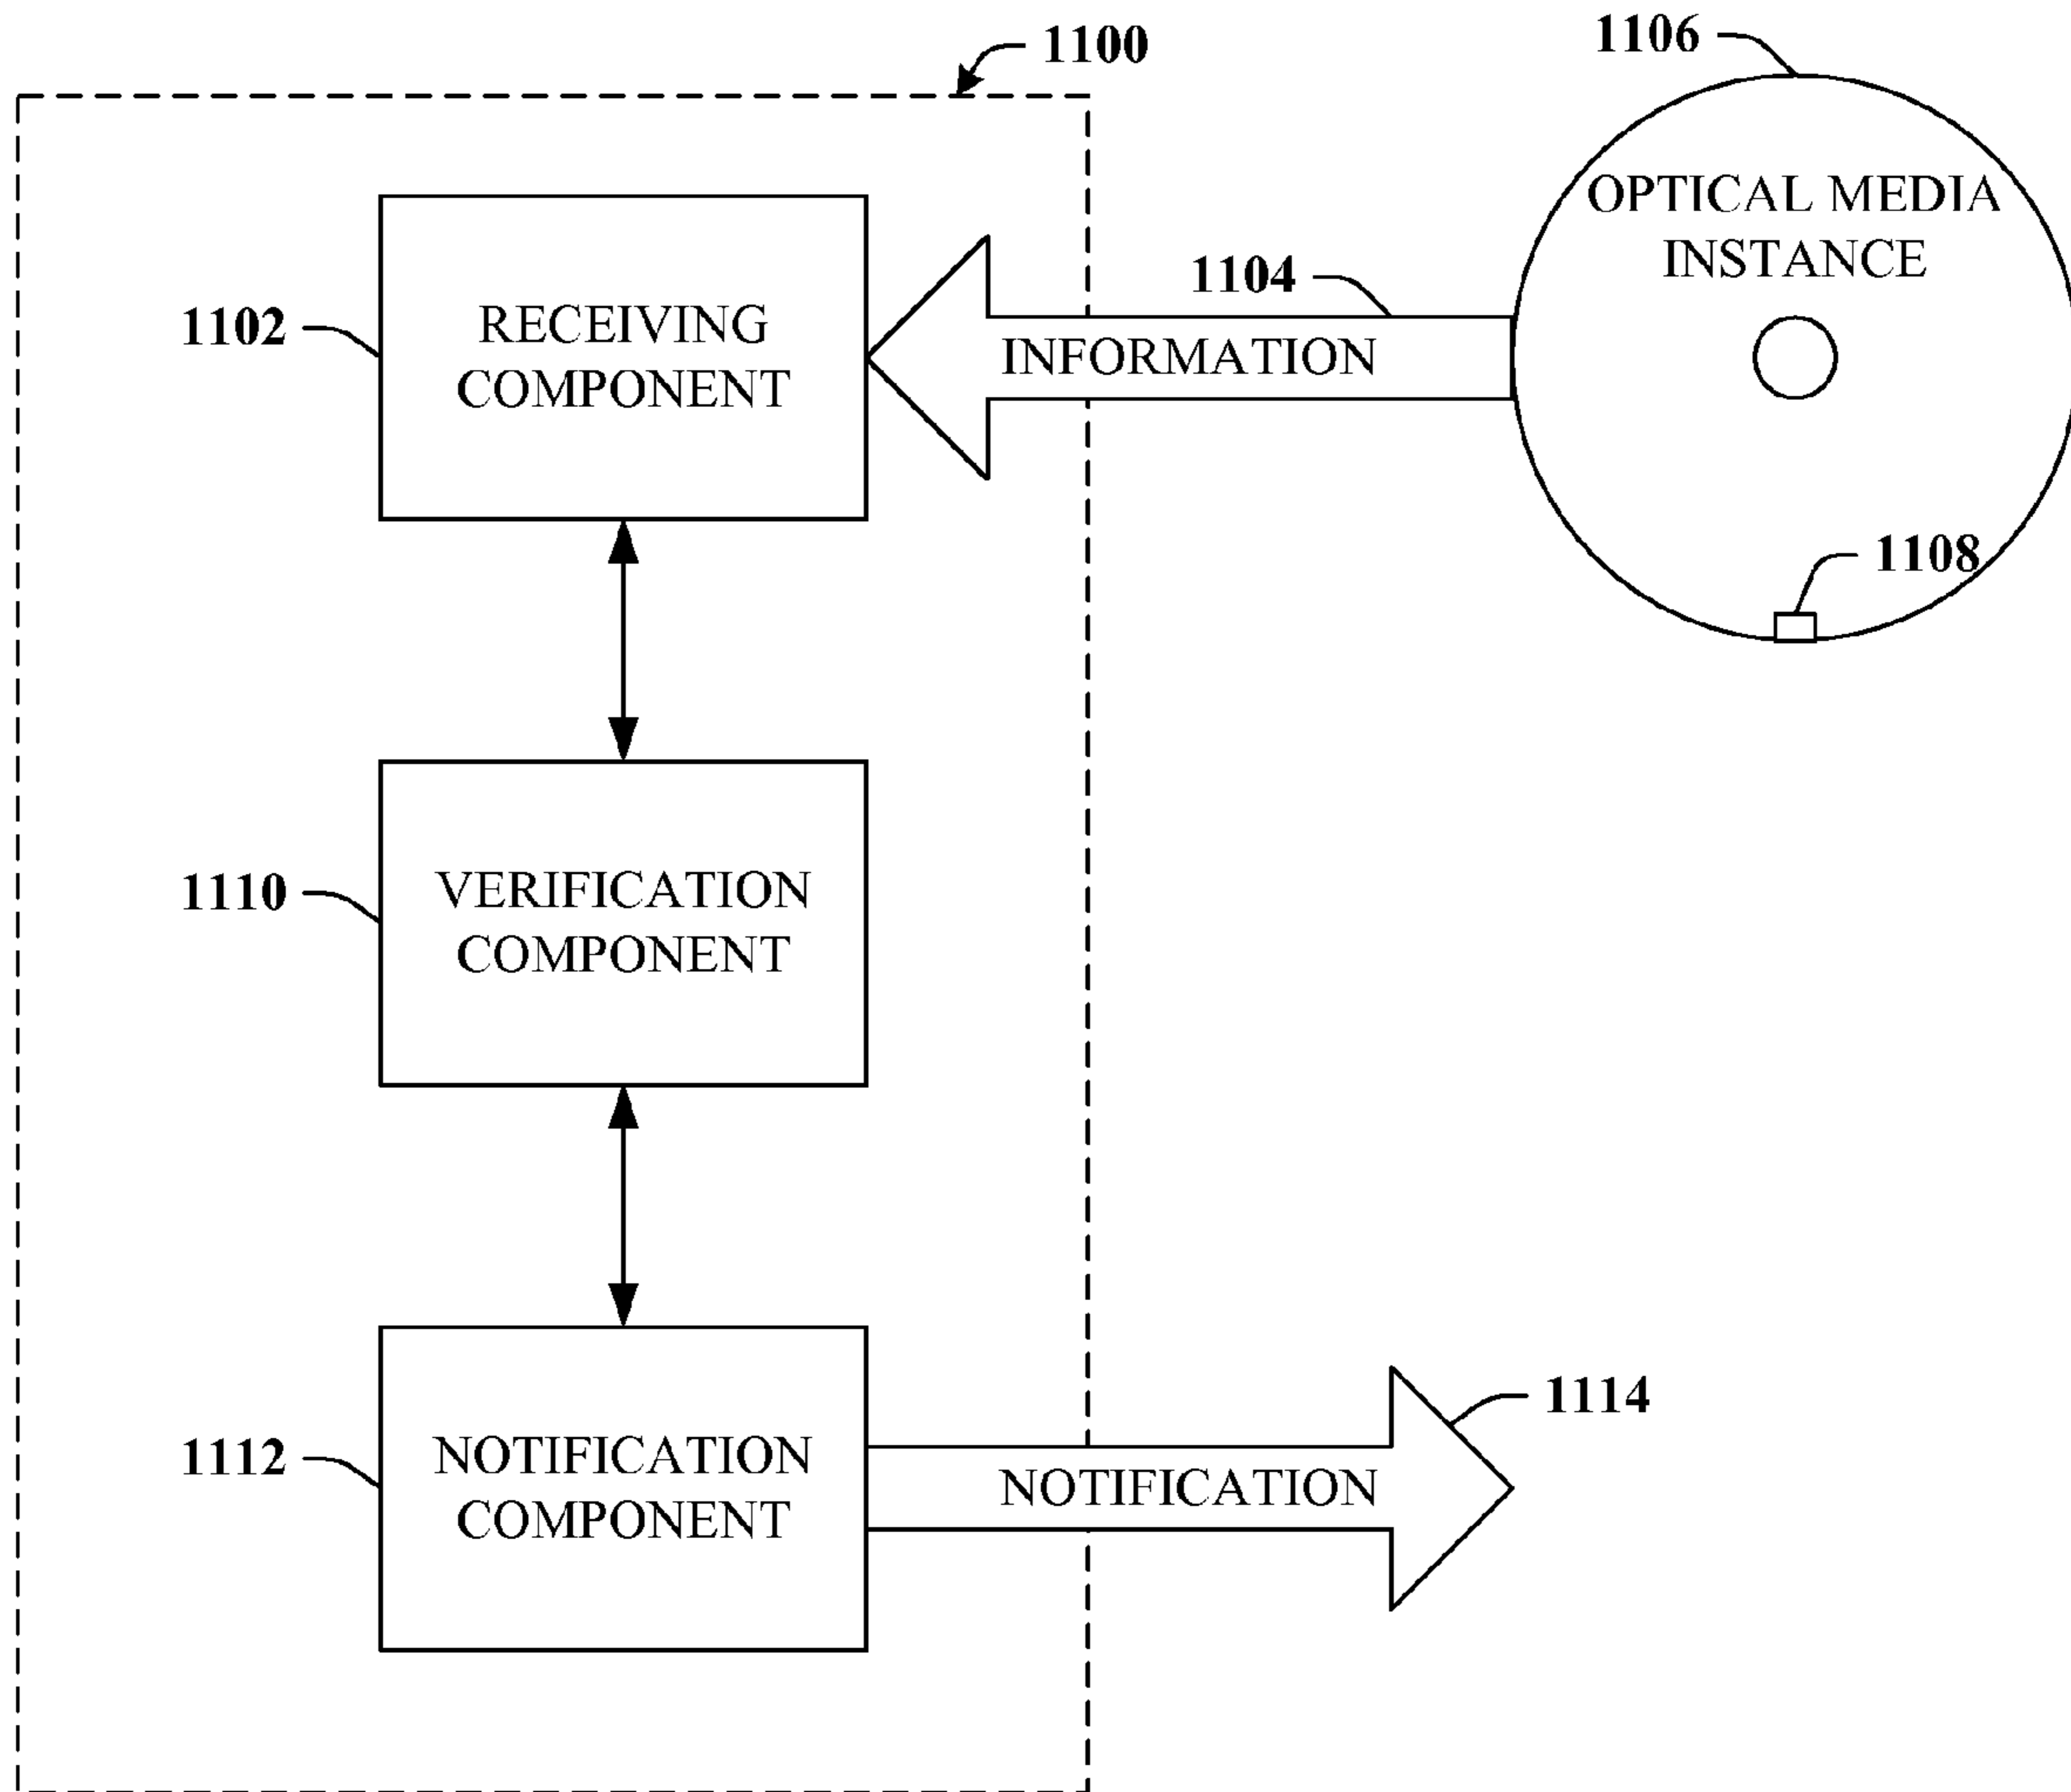 1100
1106
OPTICAL MEDIA
INSTANCE
1104
1102
RECEIVING
COMPONENT
INFORMATION
1108
1110
VERIFICATION
COMPONENT
1114
1112
NOTIFICATION
COMPONENT
NOTIFICATION